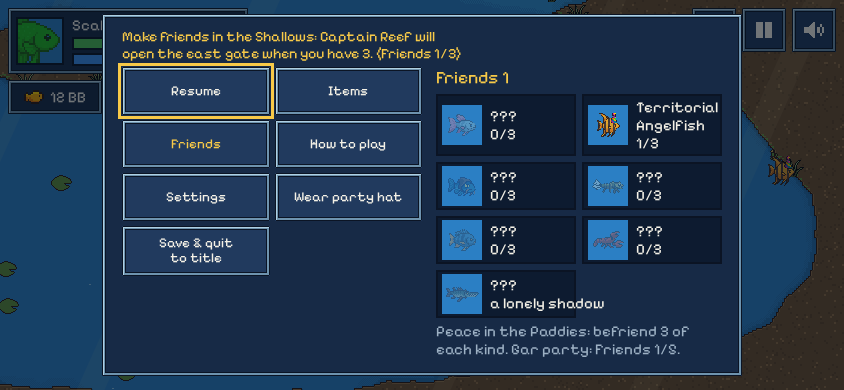 Scal
18 BB
Make friends in the Shallows: Captain Reef will
open the east gate when you have 3. (Friends 1/3)
Resume
Items
Friends
How to play
Settings
Wear party hat
Save & quit
to title
Friends 1
???
0/3
Territorial
Angelfish
1/3
???
0/3
???
0/3
???
0/3
???
0/3
???
a lonely shadow
Peace in the Paddies: befriend 3 of
each kind. Gar party: Friends 1/8.